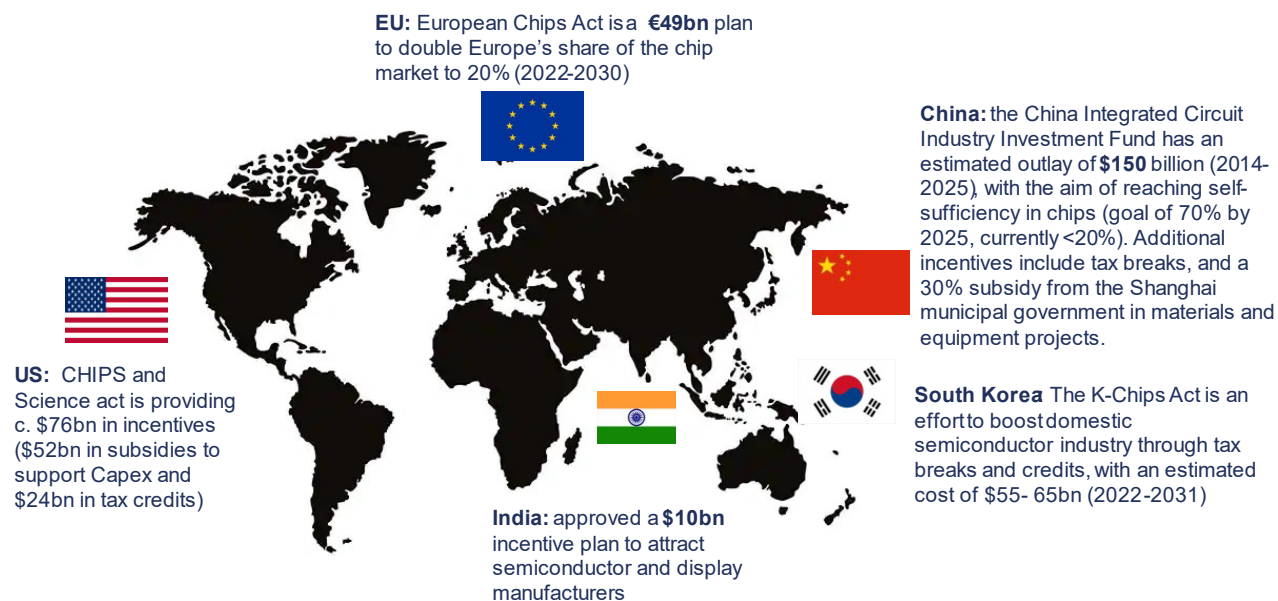 EU: European Chips Act is a €49bn plan
to double Europe's share of the chip
market to 20% (2022-2030)
China: the China Integrated Circuit
Industry Investment Fund has an
estimated outlay of $150 billion (2014-
2025), with the aim of reaching self-
sufficiency in chips (goal of 70% by
2025, currently <20%). Additional
incentives include tax breaks, and a
30% subsidy from the Shanghai
municipal government in materials and
equipment projects.
US: CHIPS and
Science act is providing
c. $76bn in incentives
($52bn in subsidies to
support Capex and
$24bn in tax credits)
South Korea: The K-Chips Act is an
effort to boost domestic
semiconductor industry through tax
breaks and credits, with an estimated
cost of $55- 65bn (2022-2031)
India: approved a $10bn
incentive plan to attract
semiconductor and display
manufacturers